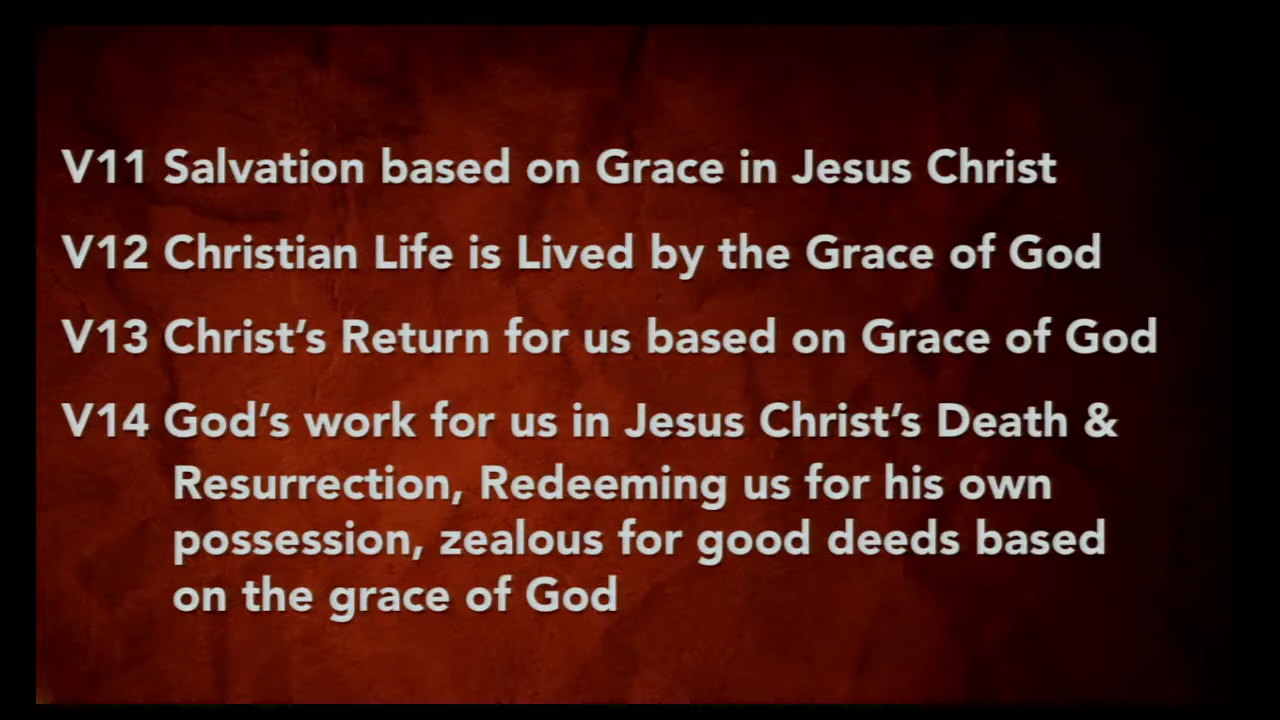 V11 Salvation based on Grace in Jesus Christ
V12 Christian Life is Lived by the Grace of God
V13 Christ’s Return for us based on Grace of God
V14 God’s work for us in Jesus Christ’s Death &
Resurrection, Redeeming us for his own
possession, zealous for good deeds based
on the grace of God